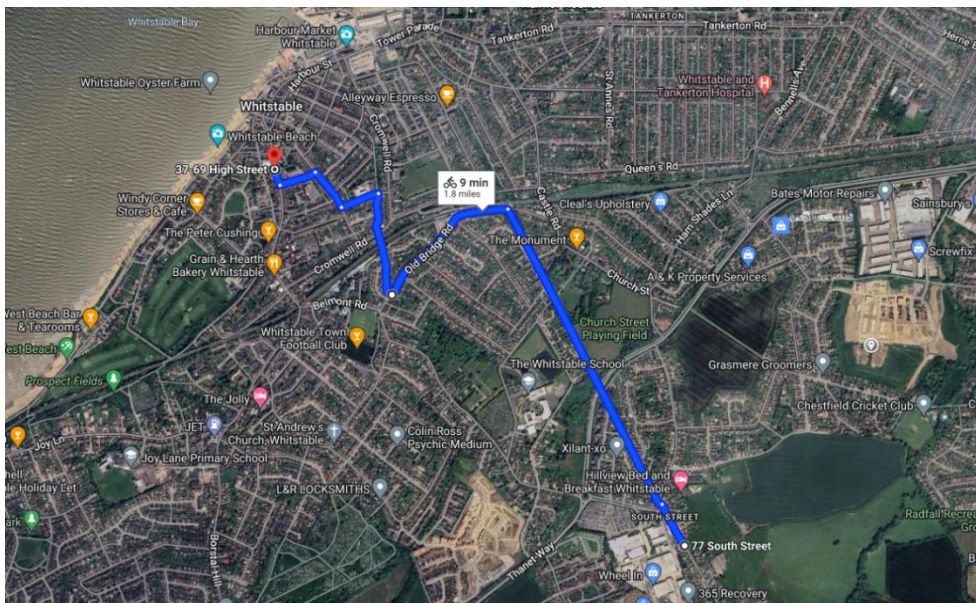 Whitstable Bay
TANKERTON
Harbour Market
Whitstable
Tower Parade
Tankerton Rd
Tankerton Rd
Herne
Whitstable Oyster Farm
Harbour St
Alleyway Espresso
St Annes Rd
Whitstable and
Tankerton Hospital
Bennells Ave
Whitstable
Cromwell Rd
Whitstable Beach
37-69 High Street
Queen's Rd
9 min
1.8 miles
Windy Corner
Stores & Cafe
Castle Rd
Cleal's Upholstery
Ham Shades Ln
Bates Motor Repairs
Sainsbury's
The Peter Cushing
Cromwell Rd
Old Bridge Rd
The Monument
Screwfix
Grain & Hearth
Bakery Whitstable
Church St
A & K Property Services
Belmont Rd
West Beach Bar
& Tearooms
Whitstable Town
Football Club
Church Street
Playing Field
West Beach
The Whitstable School
Grasmere Groomers
Prospect Fields
The Jolly
Chestfield Cricket Club
JET
St Andrew's
Church, Whitstable
Colin Ross
Psychic Medium
Joy Ln
Xilant-xo
Joy Lane Primary School
Hillview Bed and
Breakfast Whitstable
le Holiday Let
L&R LOCKSMITHS
SOUTH STREET
Radfall Recrea
Park
Borstal Hill
77 South Street
Thanet Way
Wheel In
365 Recovery